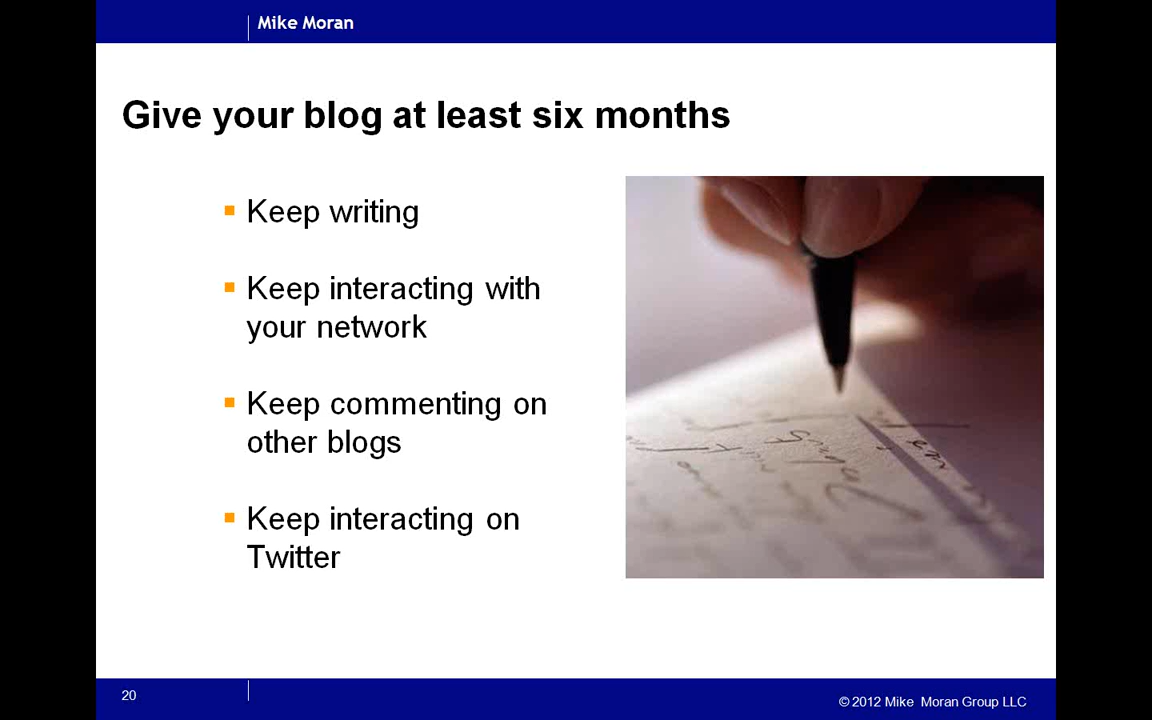 Mike Moran
Give your blog at least six months
Keep writing
Keep interacting with
your network
Keep commenting on
other blogs
Keep interacting on
Twitter
20
© 2012 Mike Moran Group LLC